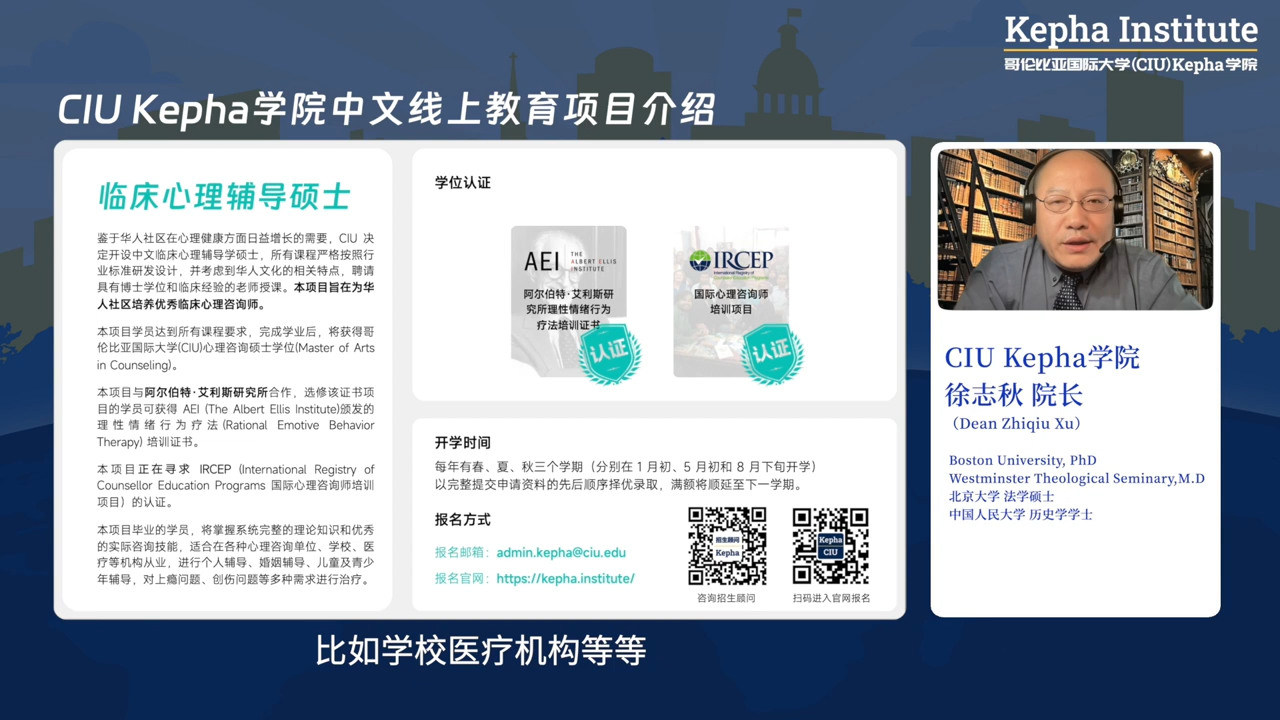 Kepha Institute
哥伦比亚国际大学(CIU)Kepha学院
CIU Kepha学院中文线上教育项目介绍
临床心理辅导硕士
鉴于华人社区在心理健康方面日益增长的需要，CIU 决
定开设中文临床心理辅导学硕士，所有课程严格按照行
业标准研发设计，并考虑到华人文化的相关特点，聘请
具有博士学位和临床经验的老师授课。本项目旨在为华
人社区培养优秀临床心理咨询师。
本项目学员达到所有课程要求，完成学业后，将获得哥
伦比亚国际大学(CIU)心理咨询硕士学位(Master of Arts
in Counseling)。
本项目与阿尔伯特·艾利斯研究所合作，选修该证书项
目的学员可获得 AEI (The Albert Ellis Institute)颁发的
理性情绪行为疗法(Rational Emotive Behavior
Therapy) 培训证书。
本项目正在寻求 IRCEP (International Registry of
Counsellor Education Programs 国际心理咨询师培训
项目）的认证。
本项目毕业的学员，将掌握系统完整的理论知识和优秀
的实际咨询技能，适合在各种心理咨询单位、学校、医
疗等机构从业，进行个人辅导、婚姻辅导、儿童及青少
年辅导，对上瘾问题、创伤问题等多种需求进行治疗。
学位认证
AEI
THE
ALBERT ELLIS
INSTITUTE
阿尔伯特·艾利斯研
究所理性情绪行为
疗法培训证书
认证
IRCEP
International Registry of
国际心理咨询师
培训项目
认证
开学时间
每年有春、夏、秋三个学期（分别在 1 月初、5 月初和 8 月下旬开学）
以完整提交申请资料的先后顺序择优录取，满额将顺延至下一学期。
报名方式
报名邮箱：admin.kepha@ciu.edu
报名官网：https://kepha.institute/
招生顾问
Kepha
咨询招生顾问
Kepha
CIU
扫码进入官网报名
CIU Kepha学院
徐志秋 院长
（Dean Zhiqiu Xu）
Boston University, PhD
Westminster Theological Seminary,M.D
北京大学 法学硕士
中国人民大学 历史学学士
比如学校医疗机构等等